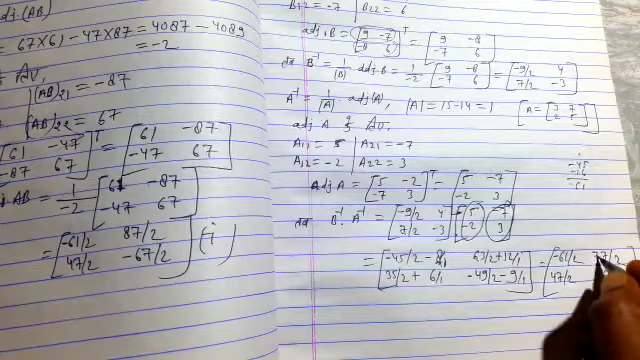 adj(AB)
= 67×61 - 47×87 = 4087 - 4089
= -2
(AB)21 = -87
(AB)22 = 67
[61 -47
-87 67]ᵀ = [61 -87
-47 67]
AB = 1/-2 [61 -87
-47 67]
= [-61/2 87/2
47/2 -67/2] (i)
B12 = -7 | B22 = 6
adj.B = [9 -7
-8 6]ᵀ = [9 -8
-7 6]
B⁻¹ = 1/|B| adj.B = 1/-2 [9 -8
-7 6] = [-9/2 4
7/2 -3]
A⁻¹ = 1/|A| adj(A) , |A| = 15-14 = 1 [A = [3 7
2 5]]
A11 = 5 | A21 = -7
A12 = -2 | A22 = 3
Adj A = [5 -2
-7 3]ᵀ = [5 -7
-2 3]
B⁻¹. A⁻¹ = [-9/2 4
7/2 -3] [5 -7
-2 3]
-45
-16
= [-45/2 - 8/1 63/2+12/1
35/2 + 6/1 -49/2 - 9/1] = [-61/2
47/2